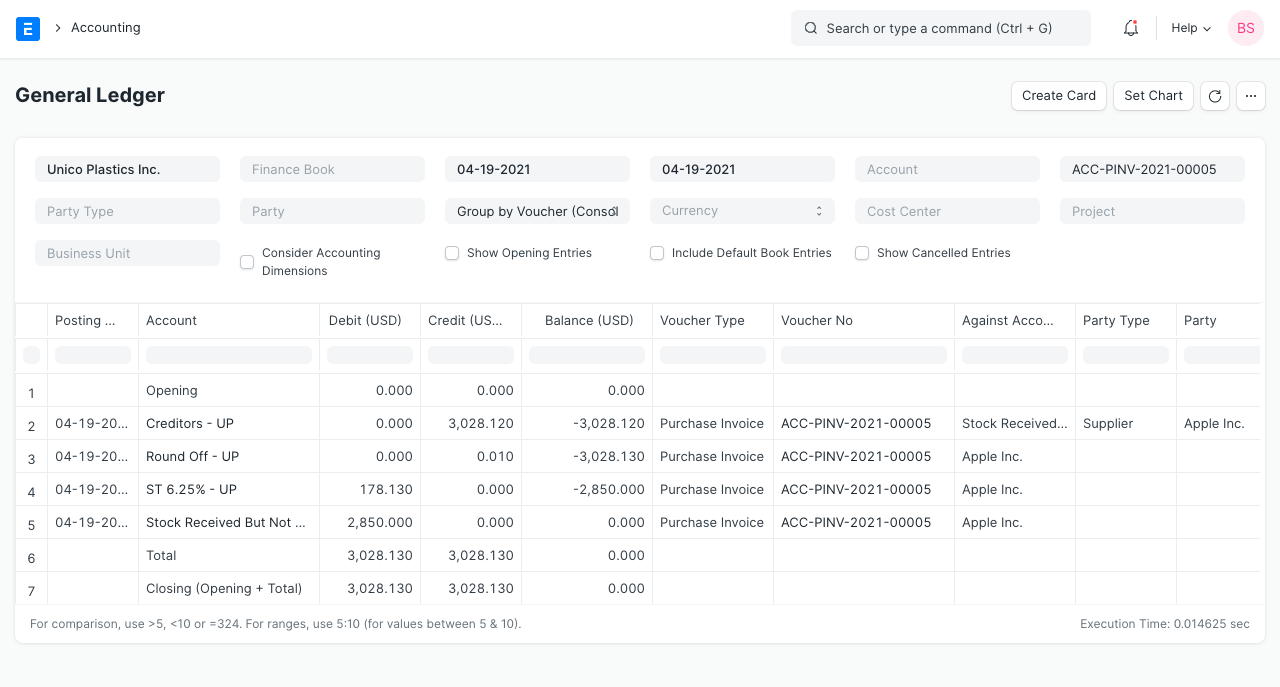 E > Accounting Search or type a command (Ctrl + G) Help BS
General Ledger Create Card Set Chart ...
Unico Plastics Inc. Finance Book 04-19-2021 04-19-2021 Account ACC-PINV-2021-00005
Party Type Party Group by Voucher (Consol Currency Cost Center Project
Business Unit Consider Accounting Dimensions Show Opening Entries Include Default Book Entries Show Cancelled Entries
Posting ... Account Debit (USD) Credit (US... Balance (USD) Voucher Type Voucher No Against Acco... Party Type Party
1 Opening 0.000 0.000 0.000
2 04-19-20... Creditors - UP 0.000 3,028.120 -3,028.120 Purchase Invoice ACC-PINV-2021-00005 Stock Received... Supplier Apple Inc.
3 04-19-20... Round Off - UP 0.000 0.010 -3,028.130 Purchase Invoice ACC-PINV-2021-00005 Apple Inc.
4 04-19-20... ST 6.25% - UP 178.130 0.000 -2,850.000 Purchase Invoice ACC-PINV-2021-00005 Apple Inc.
5 04-19-20... Stock Received But Not ... 2,850.000 0.000 0.000 Purchase Invoice ACC-PINV-2021-00005 Apple Inc.
6 Total 3,028.130 3,028.130 0.000
7 Closing (Opening + Total) 3,028.130 3,028.130 0.000
For comparison, use >5, <10 or =324. For ranges, use 5:10 (for values between 5 & 10). Execution Time: 0.014625 sec